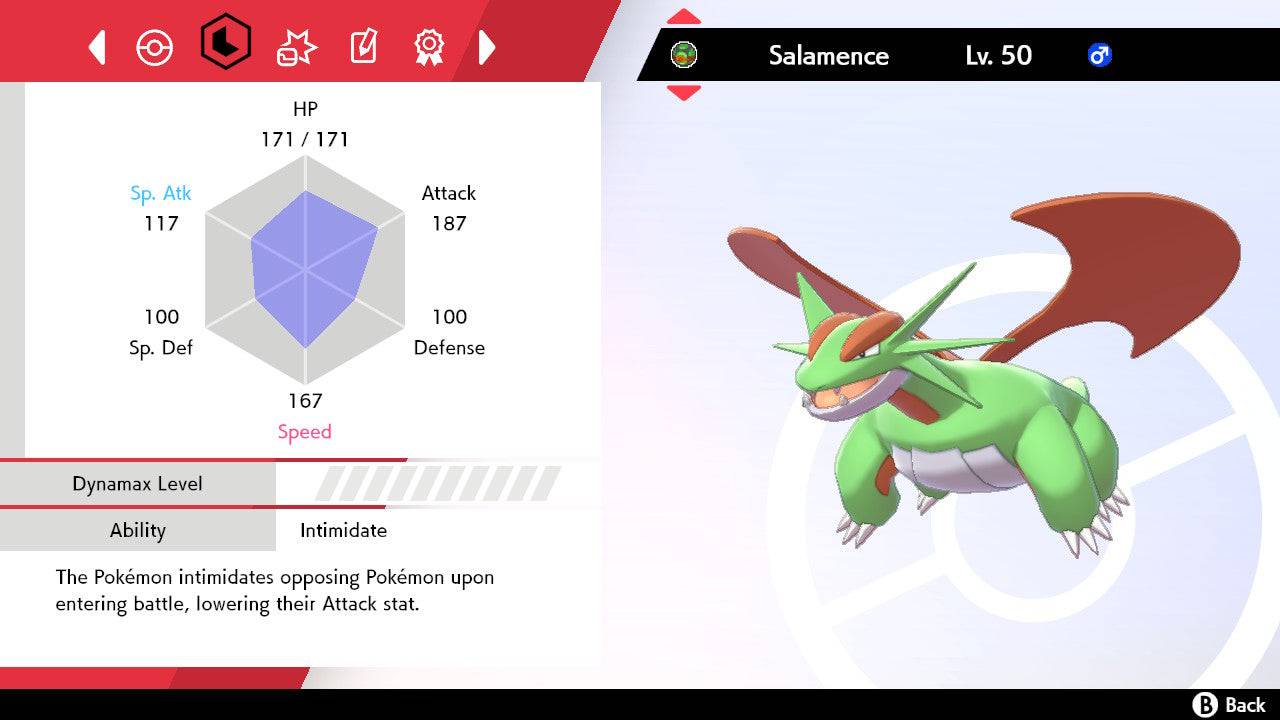 Salamence Lv. 50 ♂
HP
171 / 171
Sp. Atk
117
Attack
187
100
Sp. Def
100
Defense
167
Speed
Dynamax Level
Ability Intimidate
The Pokémon intimidates opposing Pokémon upon
entering battle, lowering their Attack stat.
B Back